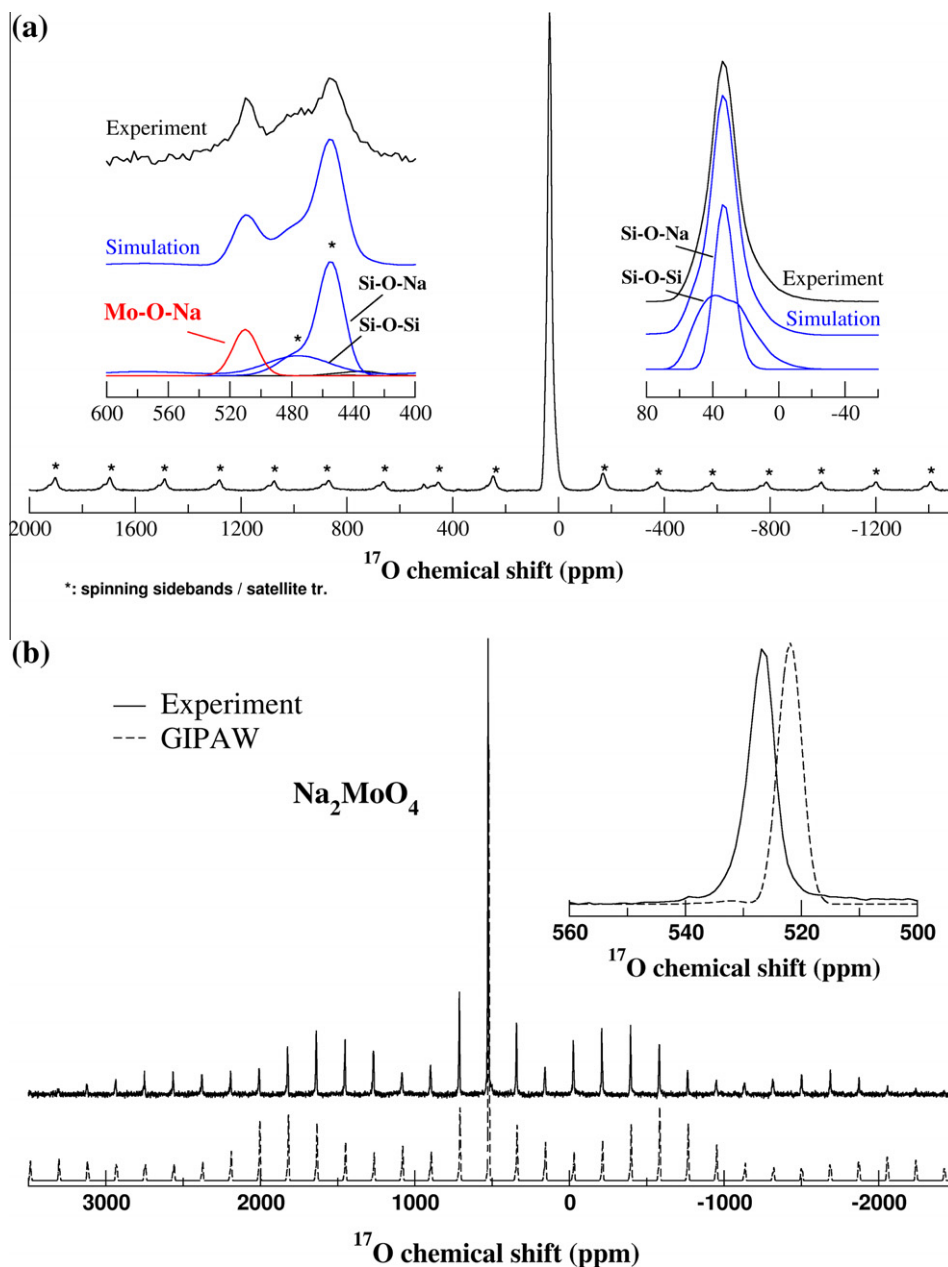 (a)
Experiment
Simulation
Mo-O-Na
*
*
Si-O-Na
Si-O-Si
600 560 520 480 440 400
Si-O-Na
Si-O-Si
Experiment
Simulation
80 40 0 -40
* * * * * * * * * * * * * * * *
2000 1600 1200 800 400 0 -400 -800 -1200
17O chemical shift (ppm)
*: spinning sidebands / satellite tr.
(b)
Experiment
GIPAW
Na2MoO4
560 540 520 500
17O chemical shift (ppm)
3000 2000 1000 0 -1000 -2000
17O chemical shift (ppm)